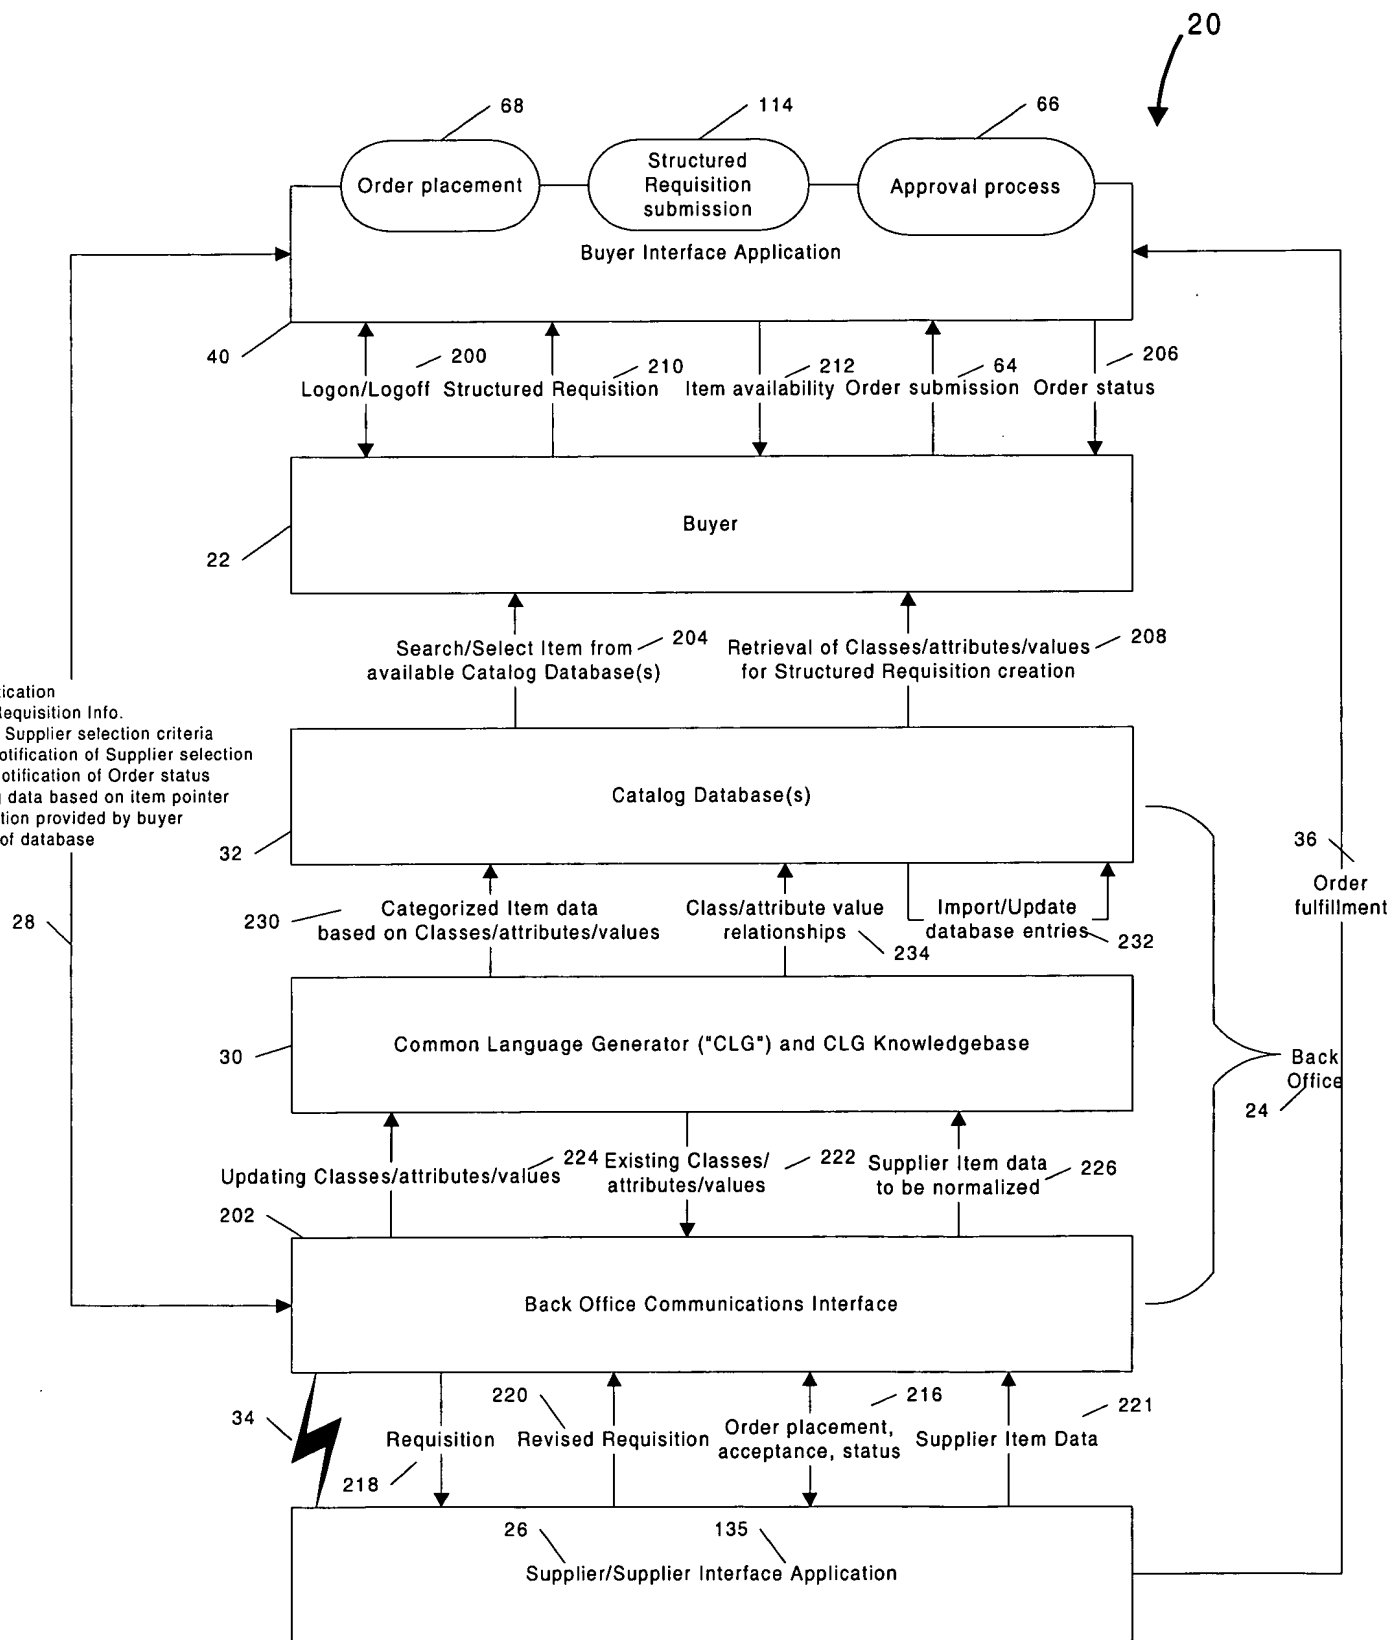 20
68
114
66
Order placement
Structured
Requisition
submission
Approval process
Buyer Interface Application
40
200
210
212
64
206
Logon/Logoff
Structured Requisition
Item availability
Order submission
Order status
Buyer
22
Search/Select Item from
available Catalog Database(s)
204
Retrieval of Classes/attributes/values
for Structured Requisition creation
208
Requisition Info.
Supplier selection criteria
of Supplier selection
of Order status
data based on item pointer
provided by buyer
of database
Catalog Database(s)
32
36
Order
fulfillment
28
230
Categorized Item data
based on Classes/attributes/values
Class/attribute value
relationships
234
Import/Update
database entries
232
Common Language Generator ("CLG") and CLG Knowledgebase
30
Back
Office
24
Updating Classes/attributes/values
224
Existing Classes/
attributes/values
222
Supplier Item data
to be normalized
226
202
Back Office Communications Interface
34
Requisition
218
220
Revised Requisition
Order placement,
acceptance, status
216
Supplier Item Data
221
26
135
Supplier/Supplier Interface Application